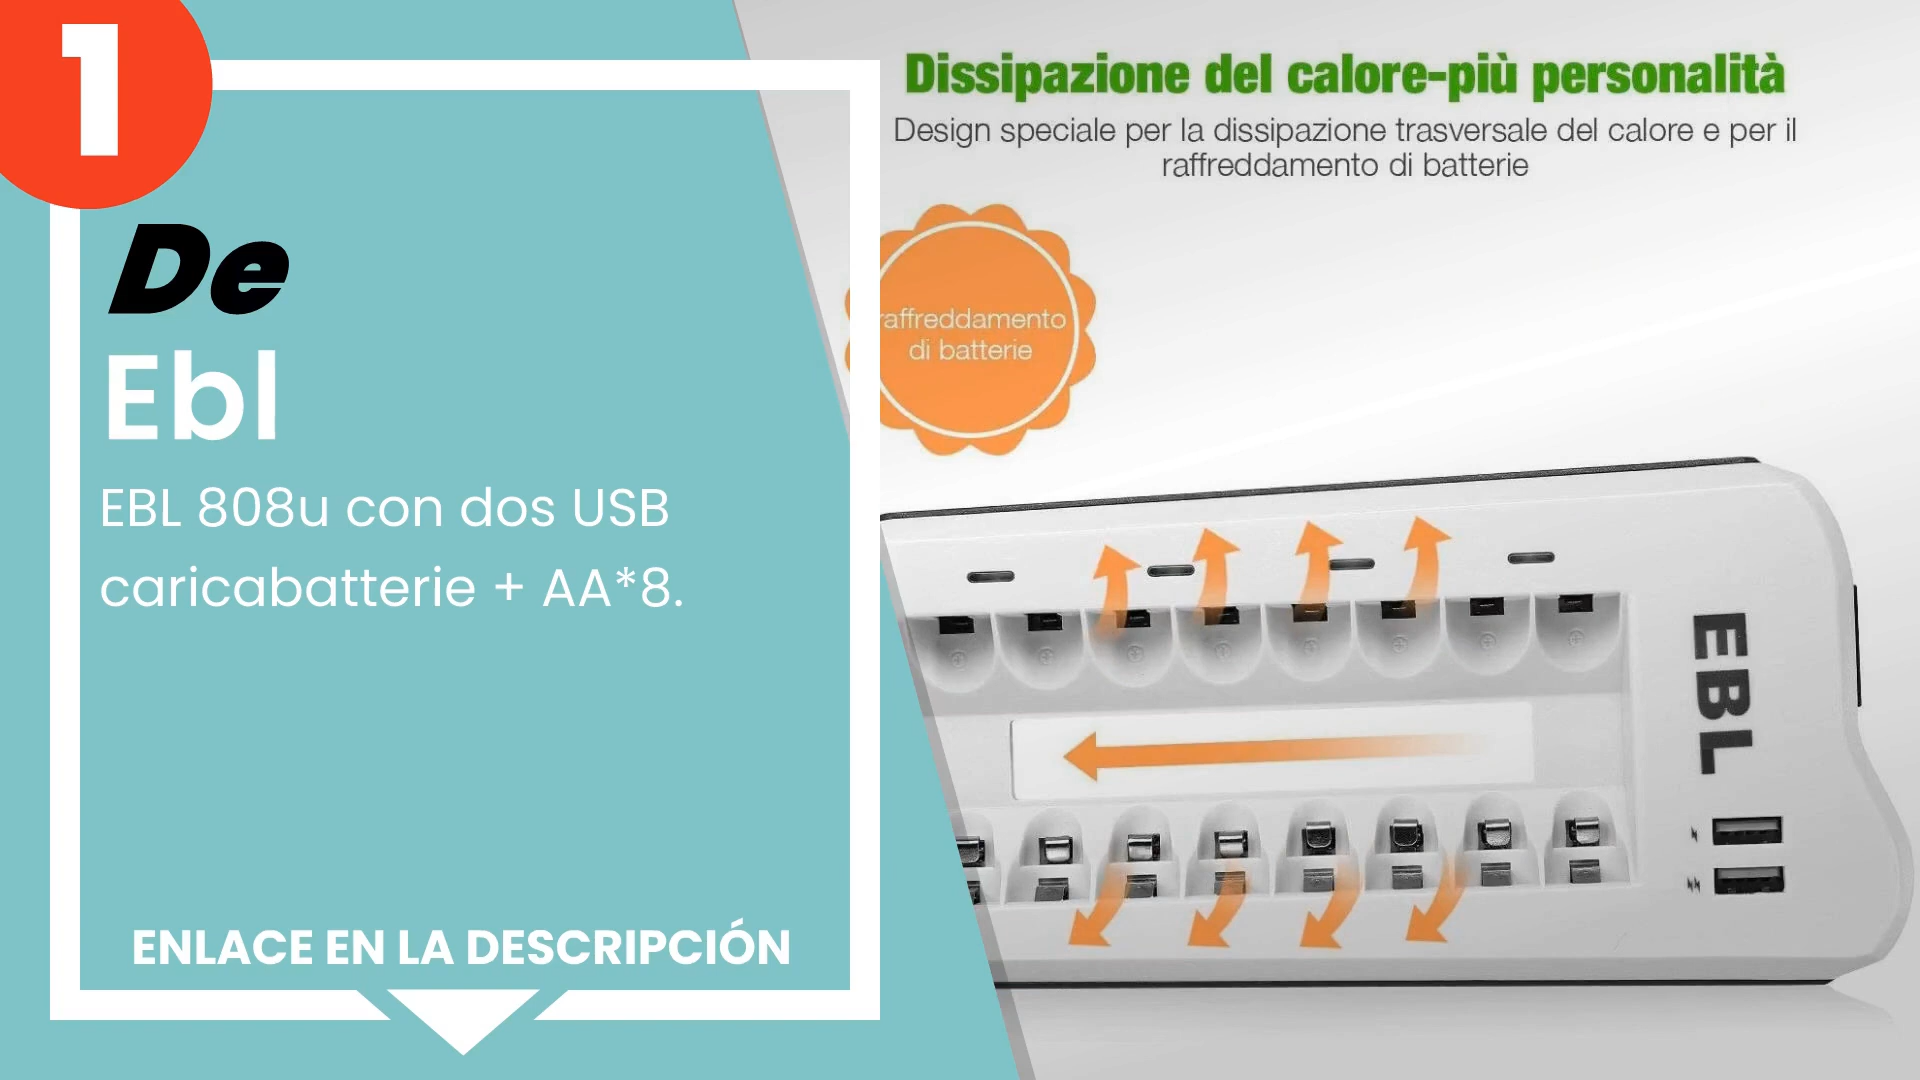 1
De
Ebl
EBL 808u con dos USB
caricabatterie + AA*8.
ENLACE EN LA DESCRIPCIÓN
Dissipazione del calore-più personalità
Design speciale per la dissipazione trasversale del calore e per il
raffreddamento di batterie
raffreddamento
di batterie
EBL